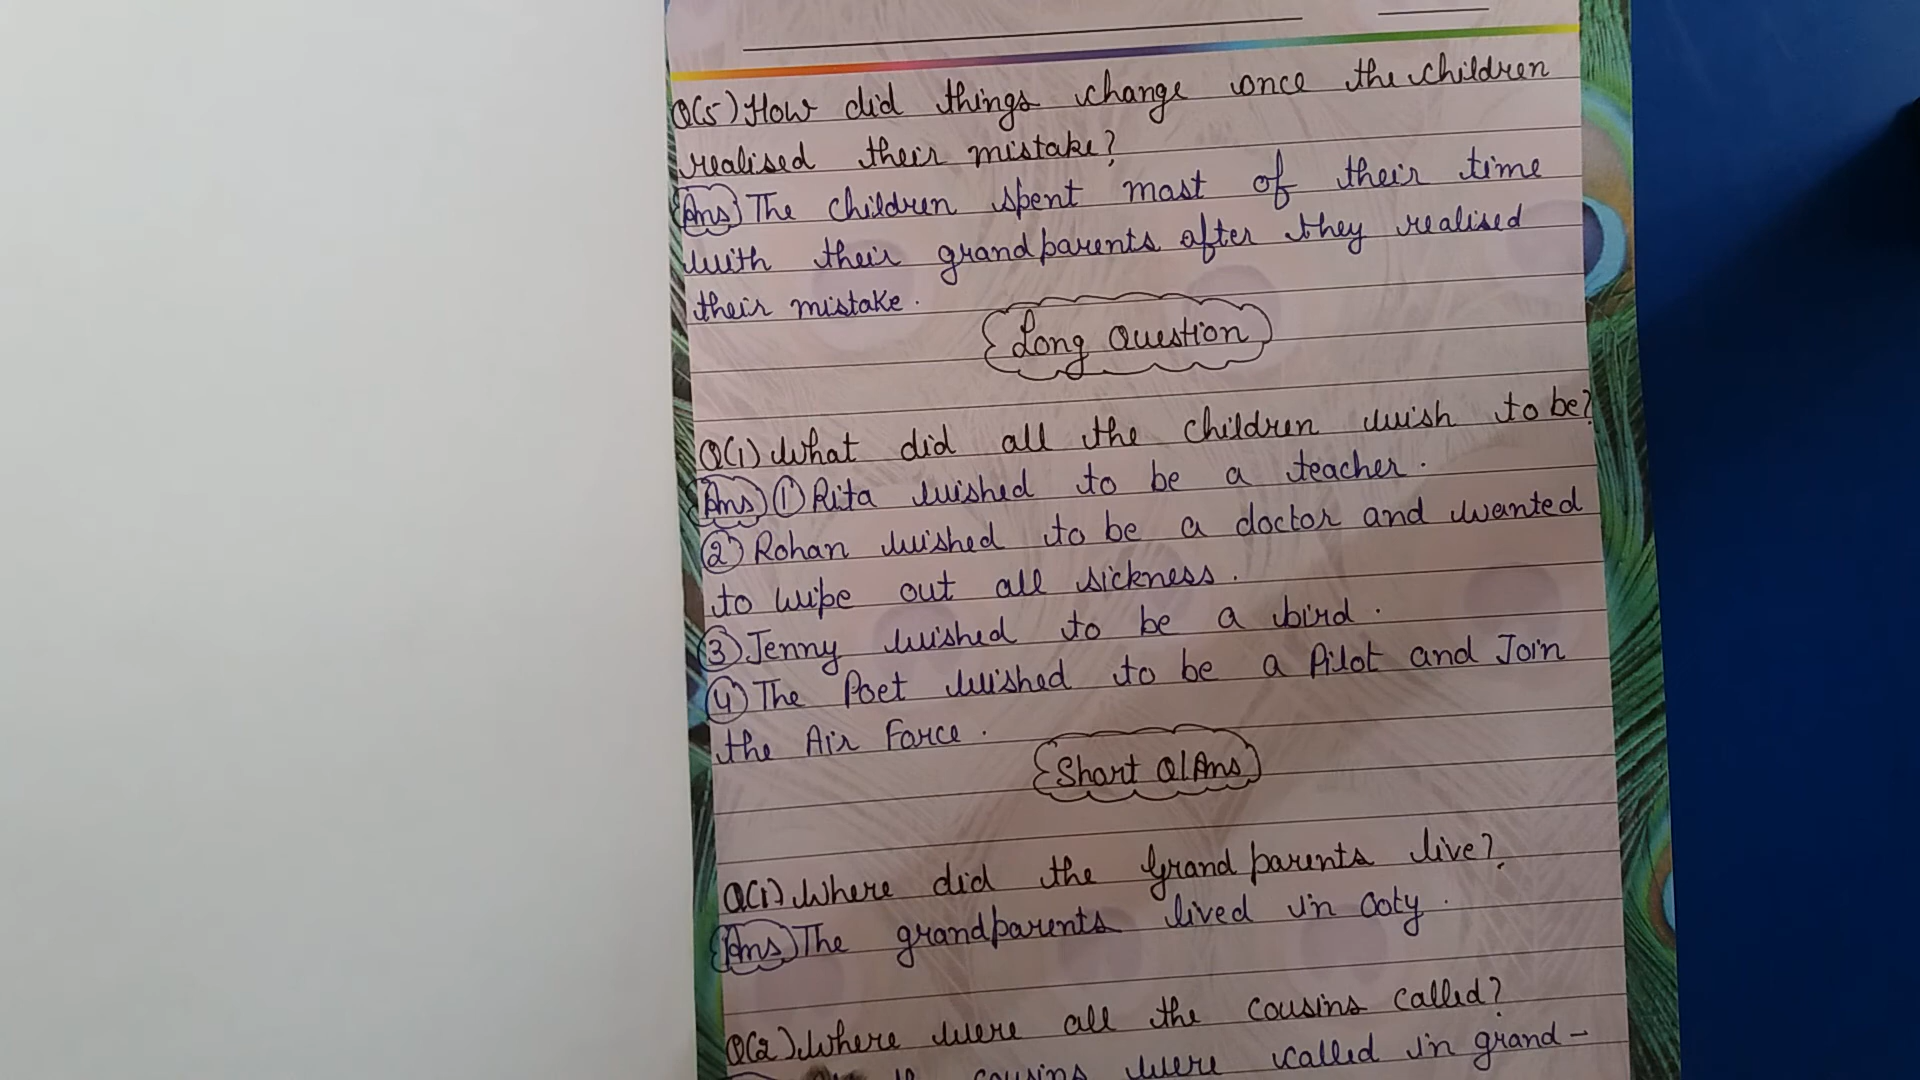 Q(5) How did things change once the children
realised their mistake?
Ans) The children spent most of their time
with their grandparents after they realised
their mistake.
Long Question
Q(1) What did all the children wish to be?
Ans) ① Rita wished to be a teacher.
② Rohan wished to be a doctor and wanted
to wipe out all sickness.
③ Jenny wished to be a bird.
④ The Poet wished to be a Pilot and Join
the Air Force.
Short Q/Ans
Q(1) Where did the Grandparents live?
Ans) The grandparents lived in Ooty.
Q(2) Where were all the cousins called?
cousins were called in grand-